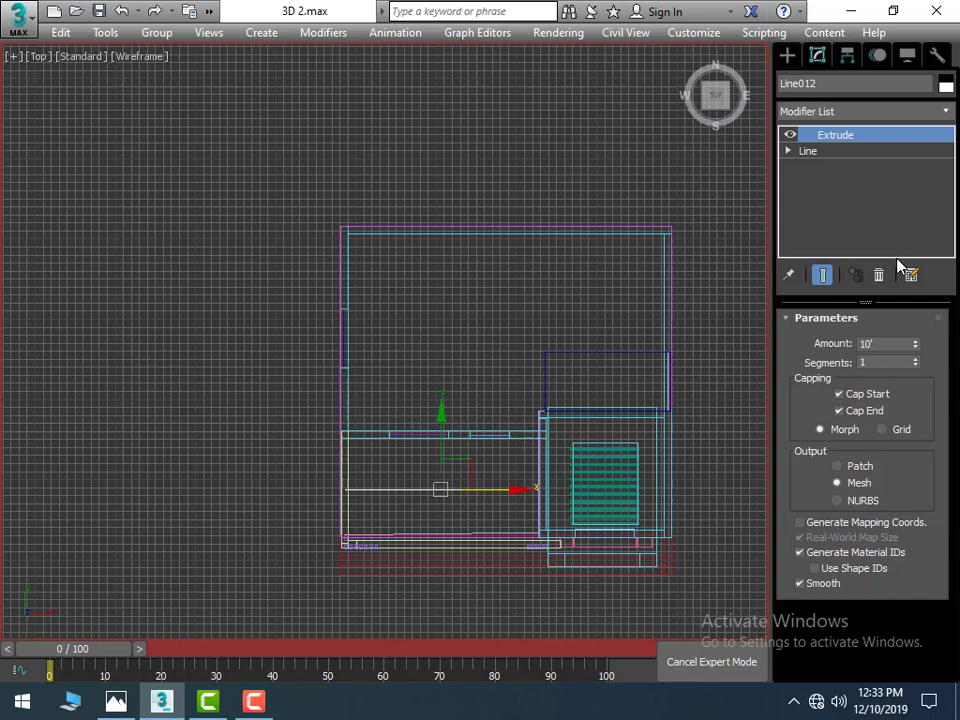 3D 2.max
Type a keyword or phrase
Sign In
MAX
Edit Tools Group Views Create Modifiers Animation Graph Editors Rendering Civil View Customize Scripting Content Help
[+] [Top] [Standard] [Wireframe]
N
W TOP E
S
Line012
Modifier List
Extrude
Line
Parameters
Amount: 10'
Segments: 1
Capping
Cap Start
Cap End
Morph Grid
Output
Patch
Mesh
NURBS
Generate Mapping Coords.
Real-World Map Size
Generate Material IDs
Use Shape IDs
Smooth
x
Activate Windows
Go to Settings to activate Windows.
< 0 / 100 >
Cancel Expert Mode
0 10 20 30 40 50 60 70 80 90 100
12:33 PM
12/10/2019